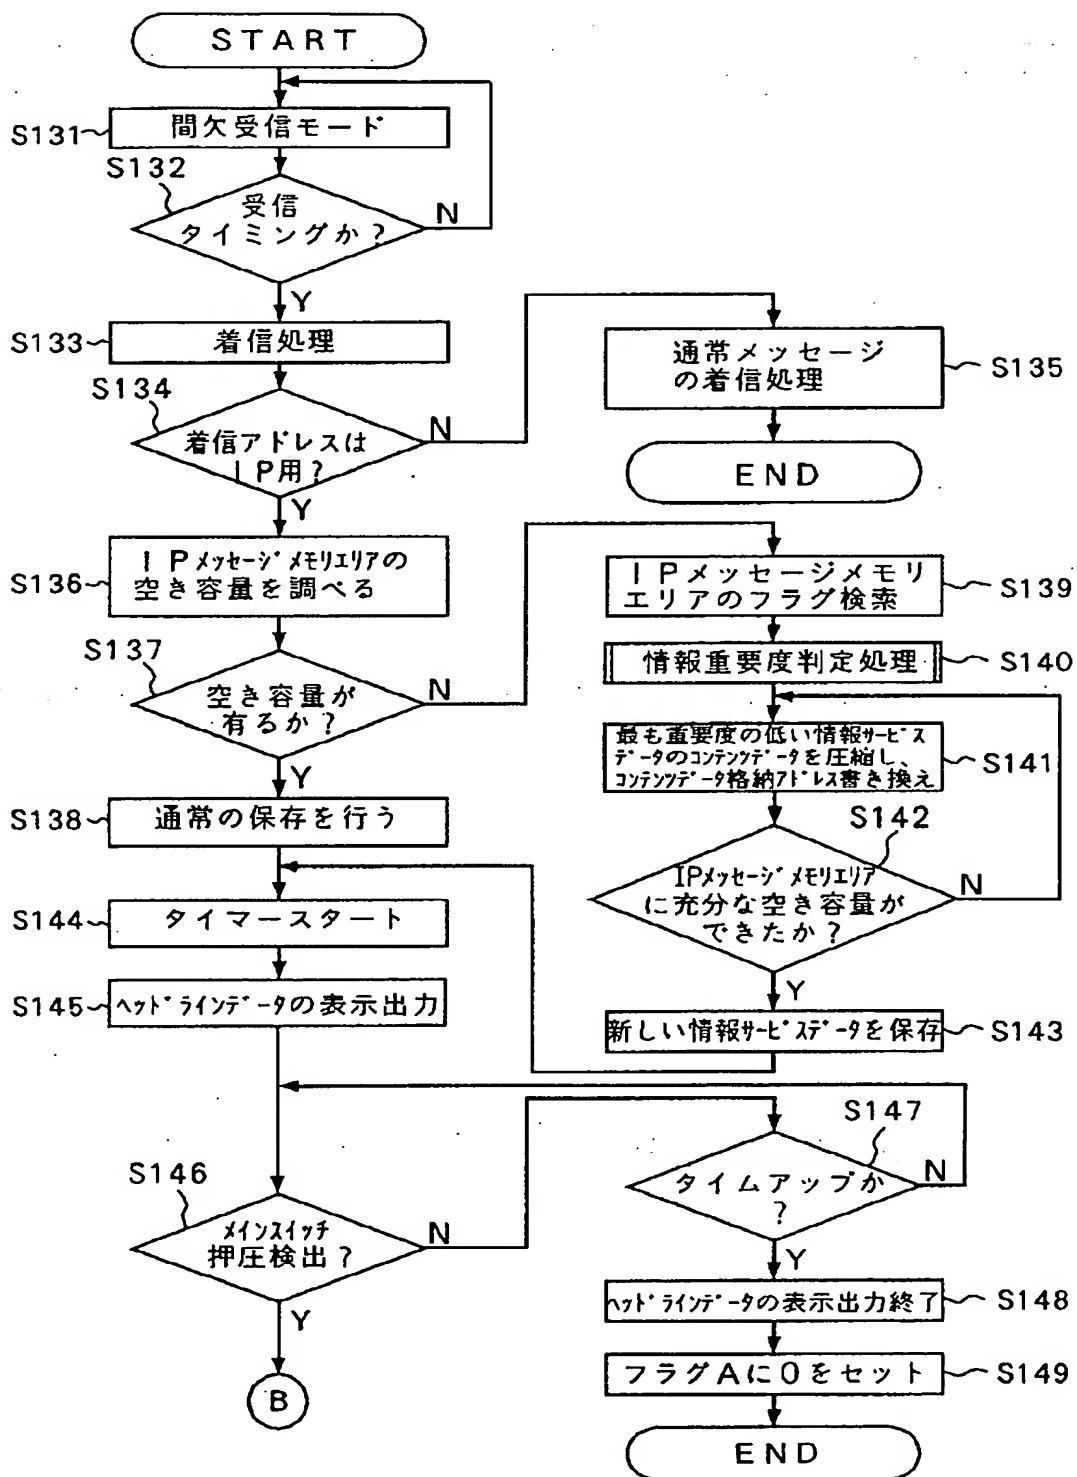 START
S131
間欠受信モード
S132
受信
タイミングか?
N
Y
S133
着信処理
S134
着信アドレスは
IP用?
N
Y
通常メッセージ
の着信処理
S135
END
S136
IPメッセージメモリエリアの
空き容量を調べる
S137
空き容量が
有るか?
N
Y
IPメッセージメモリ
エリアのフラグ検索
S139
情報重要度判定処理
S140
最も重要度の低い情報サービス
データのコンテンツデータを圧縮し、
コンテンツデータ格納アドレス書き換え
S141
S138
通常の保存を行う
S142
IPメッセージメモリエリア
に充分な空き容量が
できたか?
N
Y
S144
タイマースタート
S145
ヘッドラインデータの表示出力
新しい情報サービスデータを保存
S143
S146
メインスイッチ
押圧検出?
N
Y
B
S147
タイムアップか
?
N
Y
ヘッドラインデータの表示出力終了
S148
フラグAに0をセット
S149
END